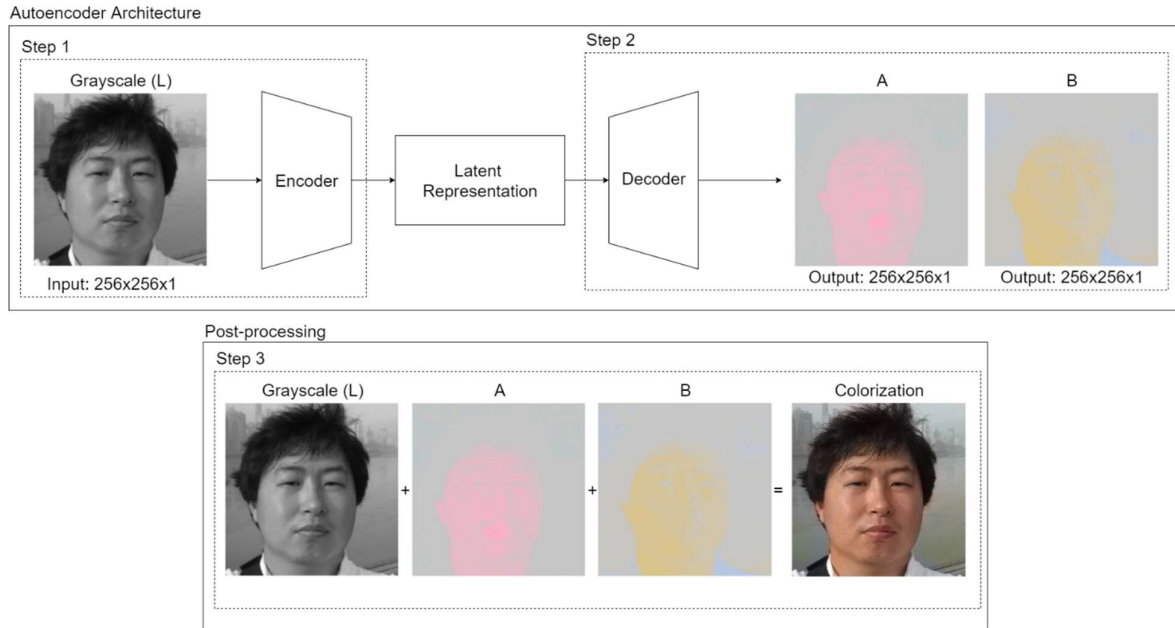 Autoencoder Architecture
Step 1
Grayscale (L)
Input: 256x256x1
Encoder
Latent
Representation
Step 2
Decoder
A
B
Output: 256x256x1
Output: 256x256x1
Post-processing
Step 3
Grayscale (L)
A
B
Colorization
+
+
=